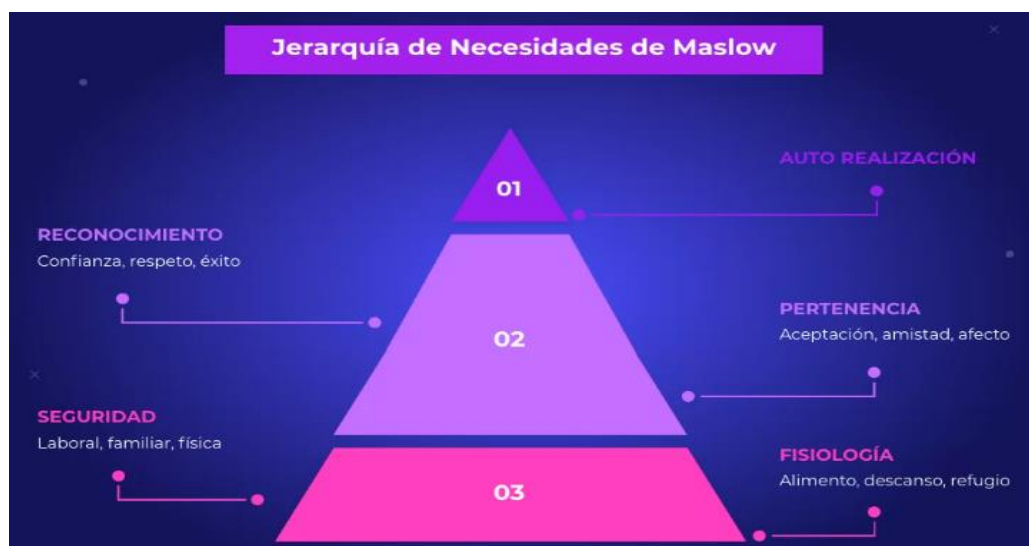 Jerarquía de Necesidades de Maslow
AUTO REALIZACIÓN
01
RECONOCIMIENTO
Confianza, respeto, éxito
PERTENENCIA
Aceptación, amistad, afecto
02
SEGURIDAD
Laboral, familiar, física
FISIOLOGÍA
Alimento, descanso, refugio
03